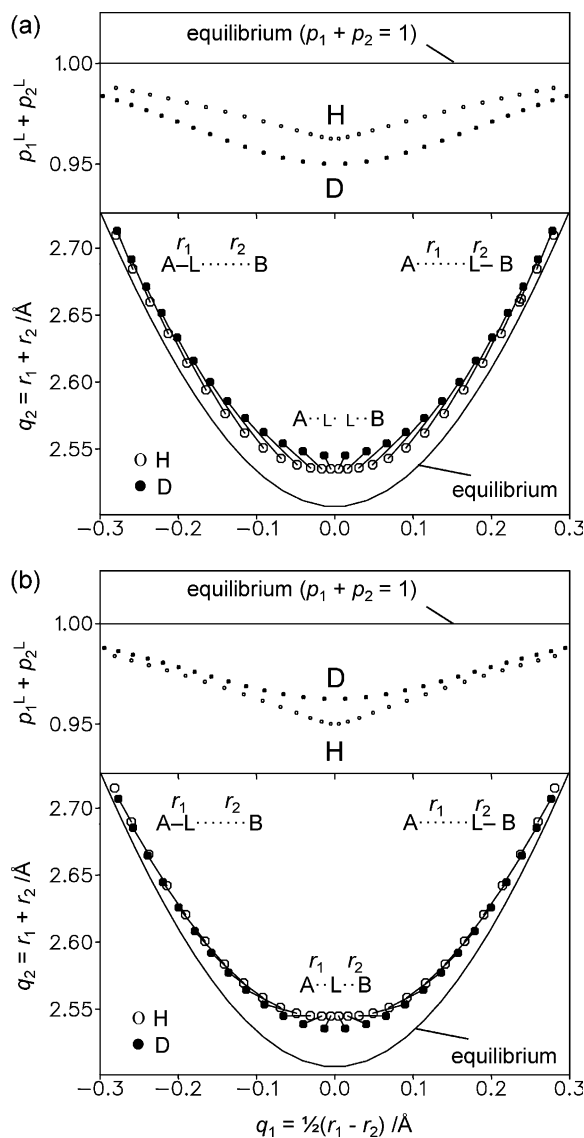 (a)
equilibrium (p₁ + p₂ = 1)
1.00
p₁ᴸ + p₂ᴸ
H
0.95
D
2.70
r₁ r₂
A–L·······B
r₁ r₂
A·······L–B
q₂ = r₁ + r₂ /Å
2.65
2.60
A··L··L··B
2.55
○ H
● D
equilibrium
−0.3 −0.2 −0.1 0.0 0.1 0.2 0.3
(b)
equilibrium (p₁ + p₂ = 1)
1.00
p₁ᴸ + p₂ᴸ
D
0.95
H
2.70
r₁ r₂
A–L·······B
r₁ r₂
A·······L–B
q₂ = r₁ + r₂ /Å
2.65
2.60
r₁ r₂
A··L··B
2.55
○ H
● D
equilibrium
−0.3 −0.2 −0.1 0.0 0.1 0.2 0.3
q₁ = ½(r₁ - r₂) /Å